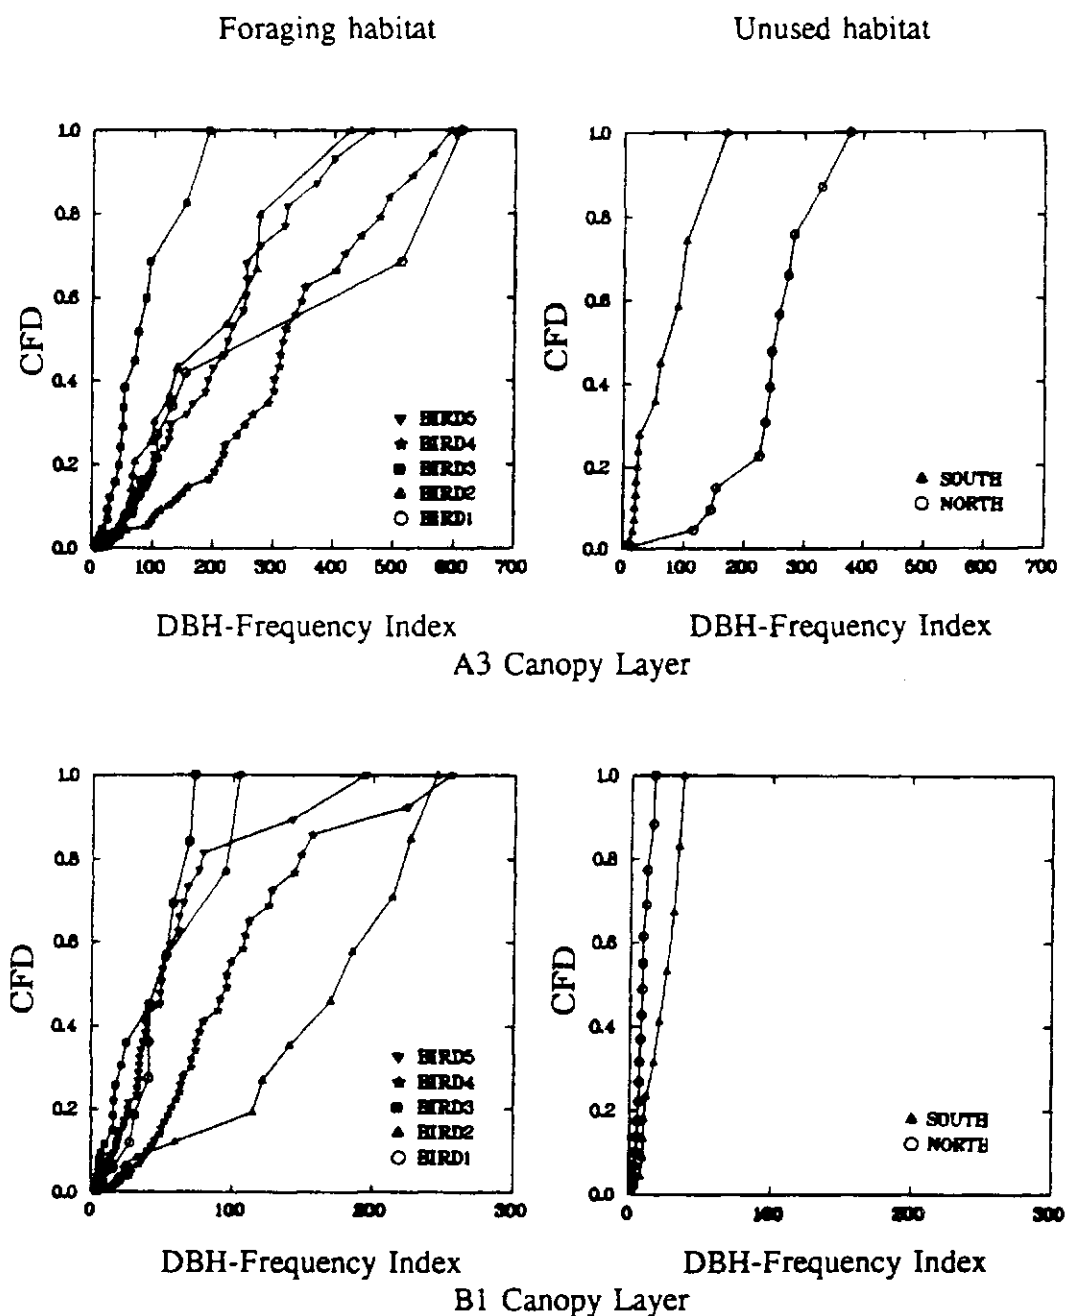 Foraging habitat
Unused habitat
CFD
1.0
0.8
0.6
0.4
0.2
0.0
0 100 200 300 400 500 600 700
BIRD5
BIRD4
BIRD3
BIRD2
BIRD1
DBH-Frequency Index
1.0
0.8
0.6
0.4
0.2
0.0
0 100 200 300 400 500 600 700
SOUTH
NORTH
CFD
DBH-Frequency Index
A3 Canopy Layer
CFD
1.0
0.8
0.6
0.4
0.2
0.0
0 100 200 300
BIRD5
BIRD4
BIRD3
BIRD2
BIRD1
DBH-Frequency Index
CFD
1.0
0.8
0.6
0.4
0.2
0.0
0 100 200 300
SOUTH
NORTH
DBH-Frequency Index
B1 Canopy Layer